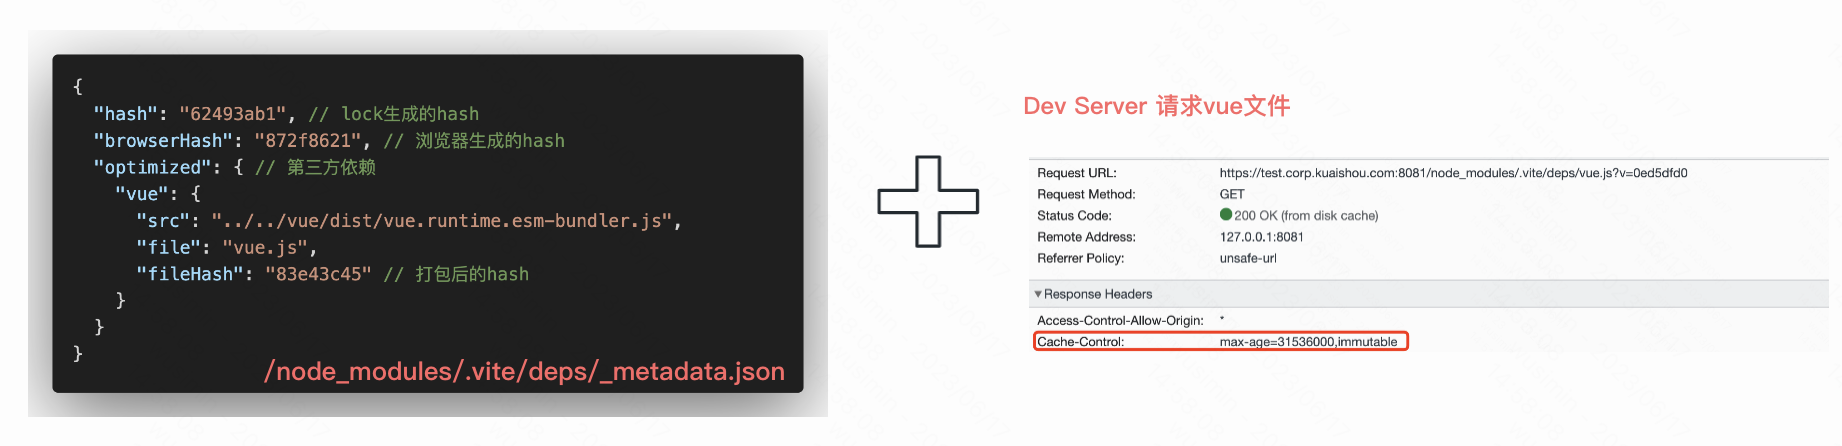 {
"hash": "62493ab1", // lock生成的hash
"browserHash": "872f8621", // 浏览器生成的hash
"optimized": { // 第三方依赖
"vue": {
"src": "../../vue/dist/vue.runtime.esm-bundler.js",
"file": "vue.js",
"fileHash": "83e43c45" // 打包后的hash
}
}
}
/node_modules/.vite/deps/_metadata.json
Dev Server 请求vue文件
Request URL: https://test.corp.kuaishou.com:8081/node_modules/.vite/deps/vue.js?v=0ed5dfd0
Request Method: GET
Status Code: 200 OK (from disk cache)
Remote Address: 127.0.0.1:8081
Referrer Policy: unsafe-url
Response Headers
Access-Control-Allow-Origin: *
Cache-Control: max-age=31536000,immutable